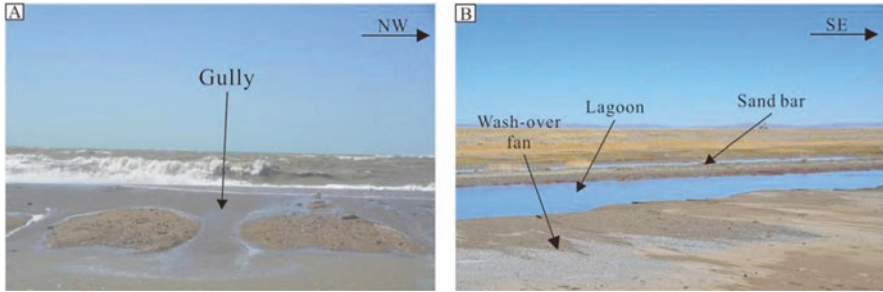 A
NW
Gully
B
SE
Sand bar
Lagoon
Wash-over
fan